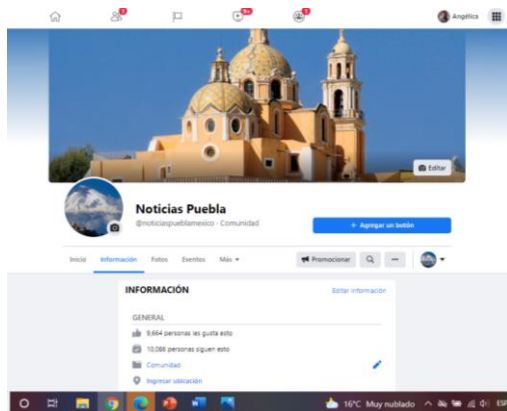 Angélica
Editar
Noticias Puebla
@noticiaspueblamexico · Comunidad
+ Agregar un botón
Inicio Información Fotos Eventos Más
Promocionar
INFORMACIÓN
Editar información
GENERAL
9,664 personas les gusta esto
10,086 personas siguen esto
Comunidad
Ingresar ubicación
16°C Muy nublado
ESP